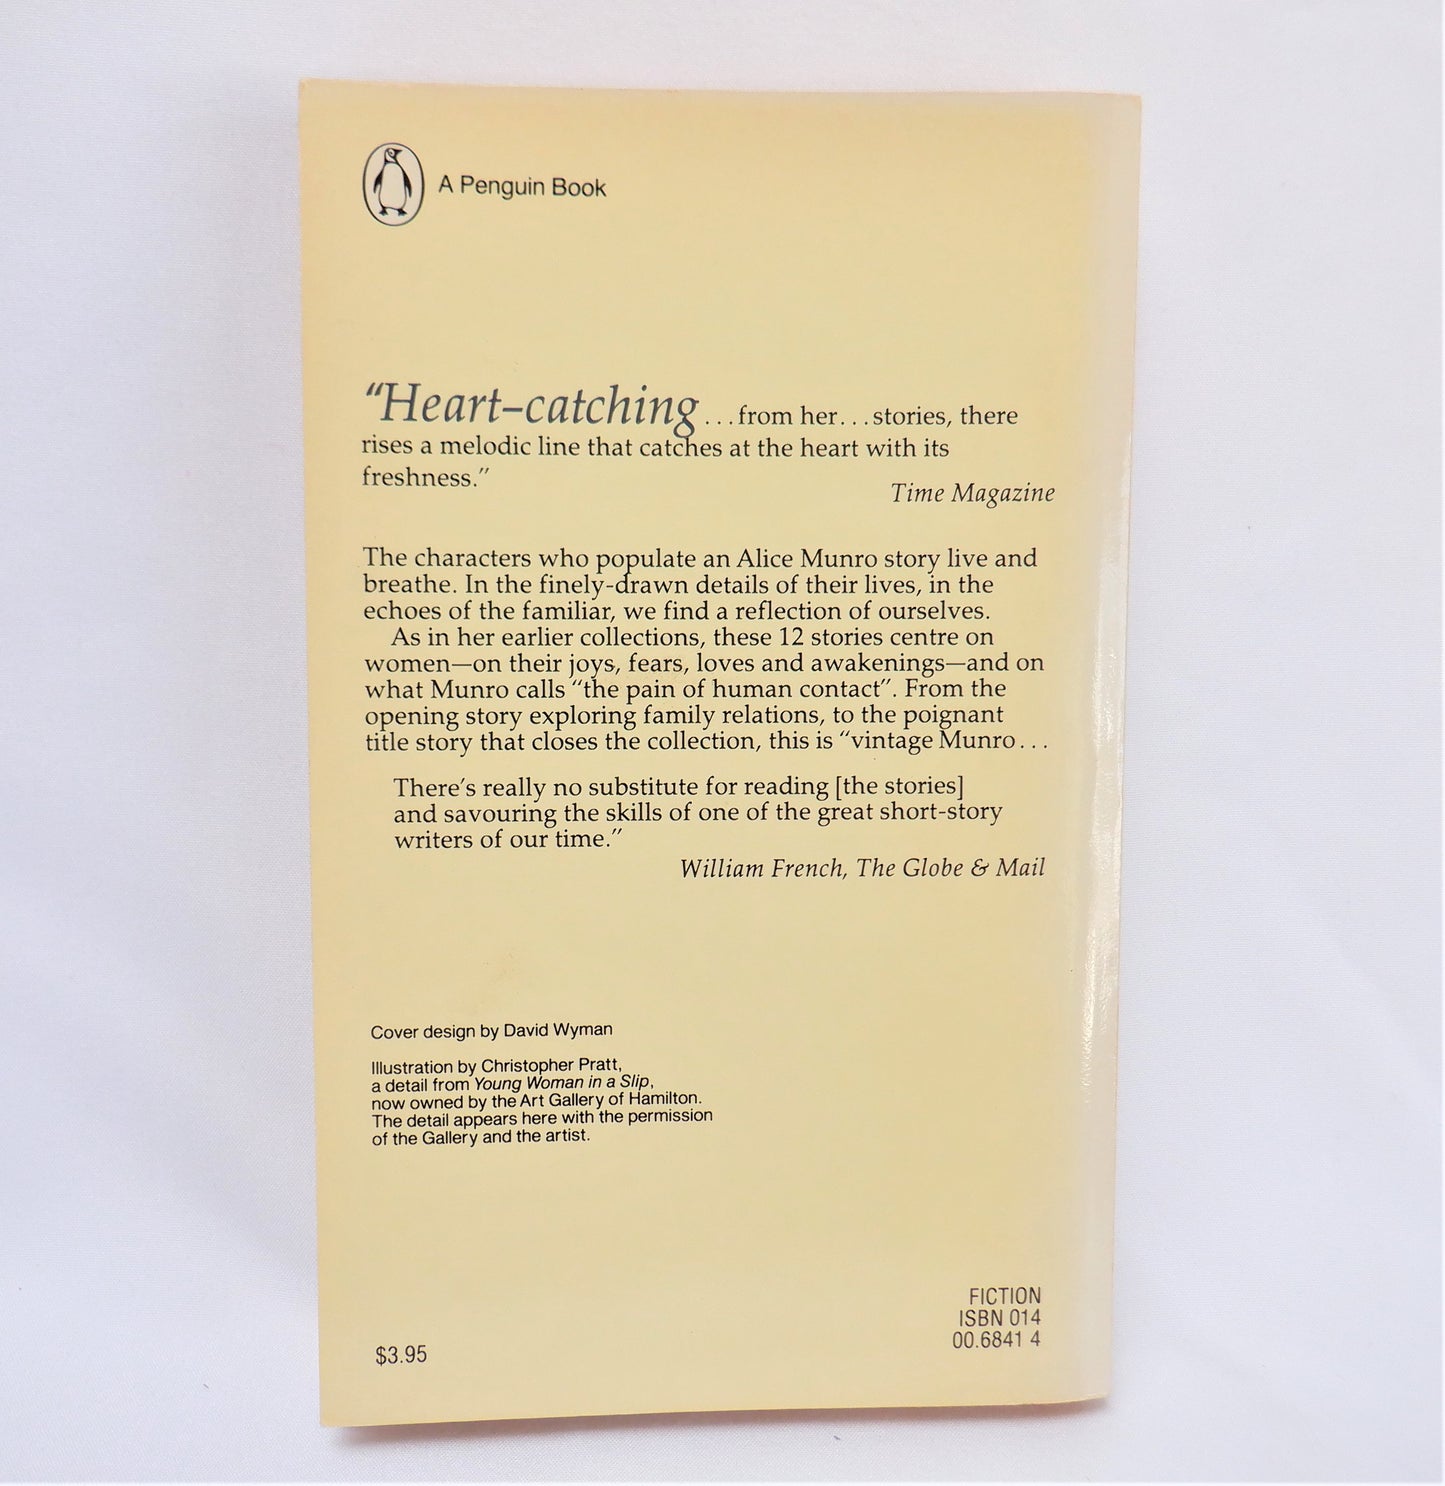 A Penguin Book
“Heart–catching . . . from her . . . stories, there
rises a melodic line that catches at the heart with its
freshness.”
Time Magazine
The characters who populate an Alice Munro story live and
breathe. In the finely-drawn details of their lives, in the
echoes of the familiar, we find a reflection of ourselves.
As in her earlier collections, these 12 stories centre on
women—on their joys, fears, loves and awakenings—and on
what Munro calls “the pain of human contact”. From the
opening story exploring family relations, to the poignant
title story that closes the collection, this is “vintage Munro . . .
There’s really no substitute for reading [the stories]
and savouring the skills of one of the great short-story
writers of our time.”
William French, The Globe & Mail
Cover design by David Wyman
Illustration by Christopher Pratt,
a detail from Young Woman in a Slip,
now owned by the Art Gallery of Hamilton.
The detail appears here with the permission
of the Gallery and the artist.
FICTION
ISBN 014
00.6841 4
$3.95